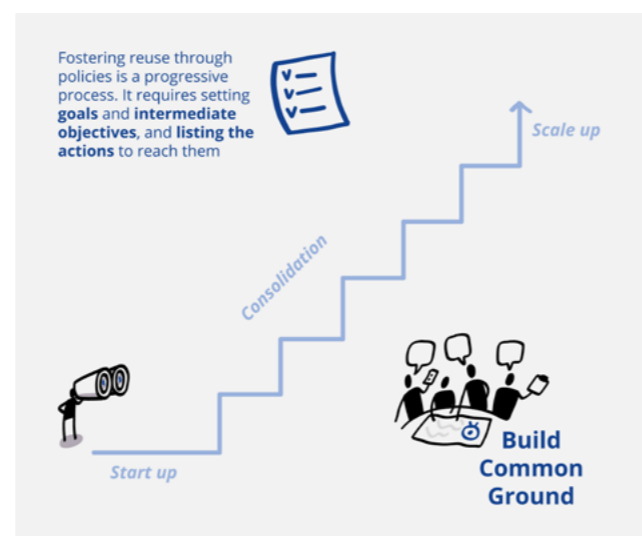 Fostering reuse through
policies is a progressive
process. It requires setting
goals and intermediate
objectives, and listing the
actions to reach them
Scale up
Consolidation
Start up
Build
Common
Ground